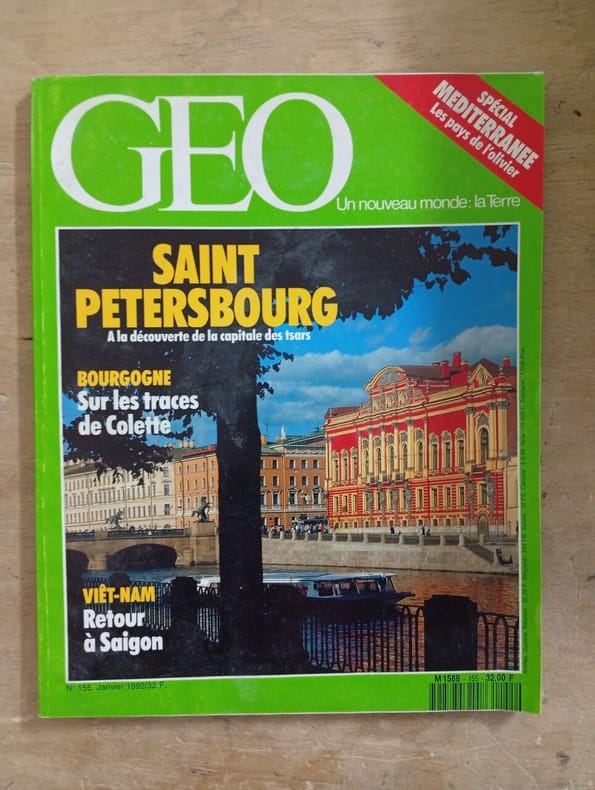 GEO
Un nouveau monde: la Terre
SPÉCIAL
MEDITERRANEE
Les pays de l'olivier
SAINT
PETERSBOURG
A la découverte de la capitale des tsars
BOURGOGNE
Sur les traces
de Colette
VIÊT-NAM
Retour
à Saigon
N° 155 Janvier 1992/32 F.
M 1588 - 155 - 32,00 F